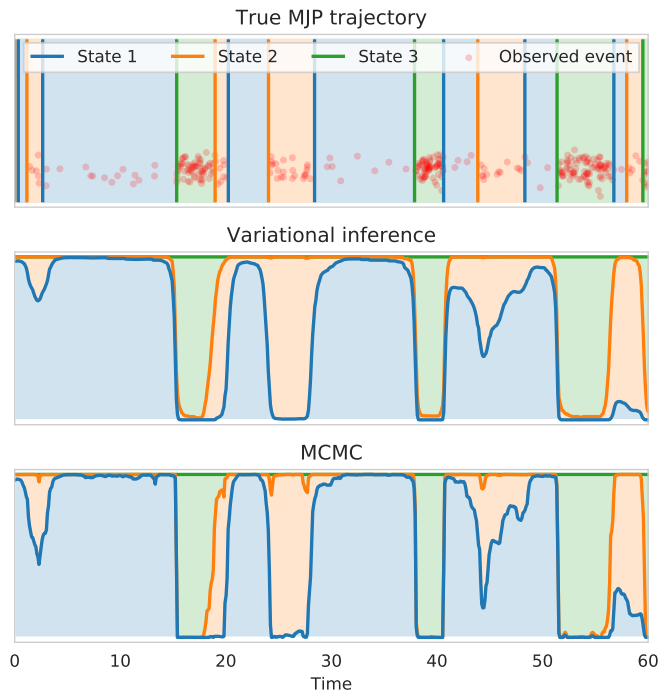 True MJP trajectory
State 1 State 2 State 3 Observed event
Variational inference
MCMC
0 10 20 30 40 50 60
Time